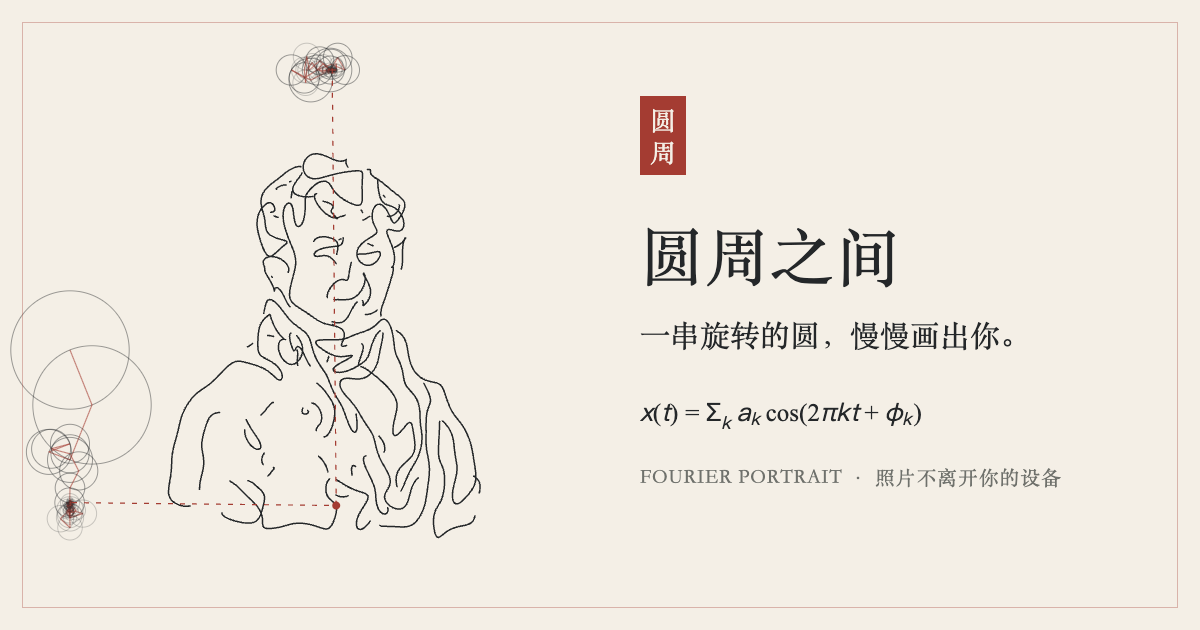 圆
周
圆周之间
一串旋转的圆，慢慢画出你。
x(t) = Σₖ aₖ cos(2πkt + ϕₖ)
FOURIER PORTRAIT · 照片不离开你的设备